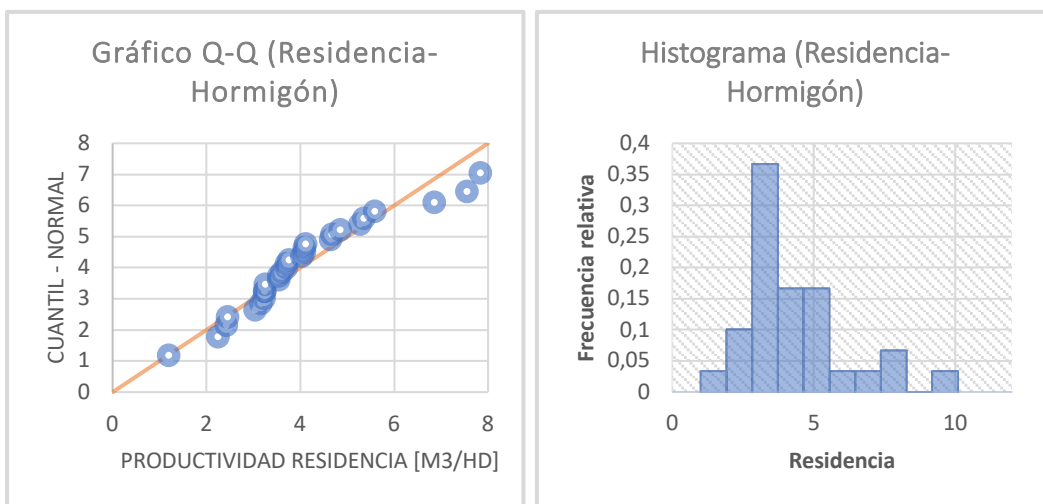 Gráfico Q-Q (Residencia-
Hormigón)
CUANTIL - NORMAL
8
7
6
5
4
3
2
1
0
0 2 4 6 8
PRODUCTIVIDAD RESIDENCIA [M3/HD]
Histograma (Residencia-
Hormigón)
Frecuencia relativa
0,4
0,35
0,3
0,25
0,2
0,15
0,1
0,05
0
0 5 10
Residencia